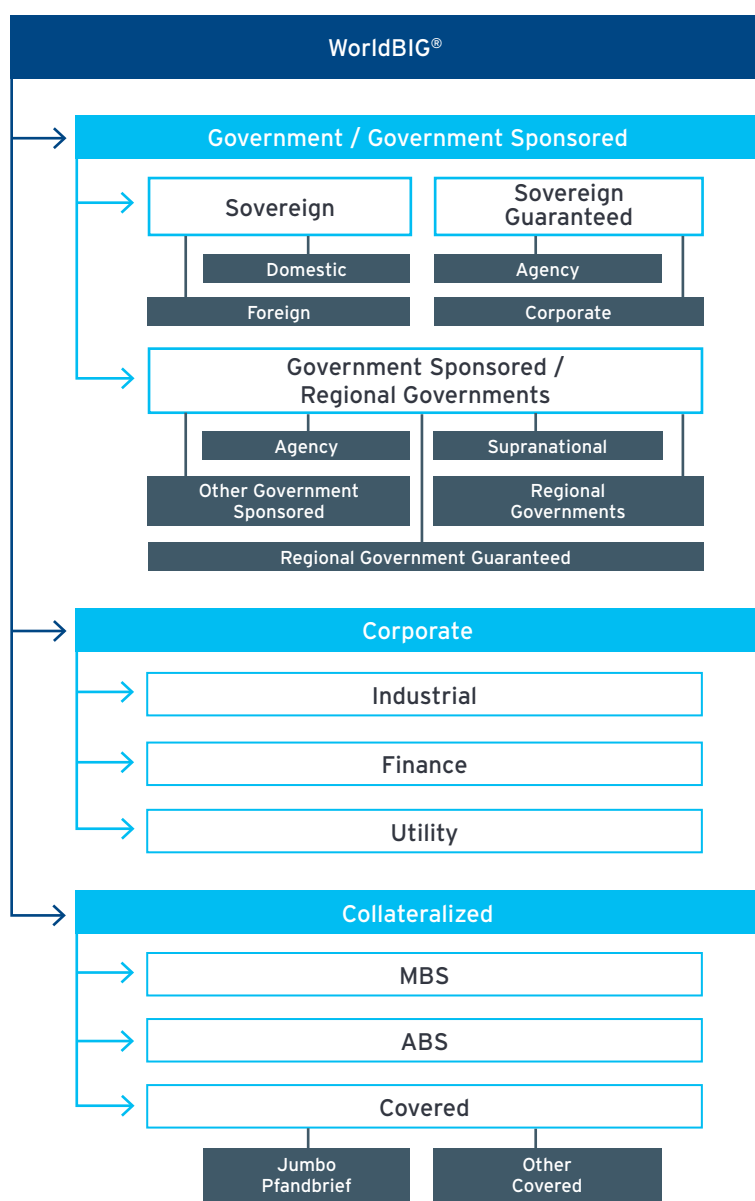 WorldBIG®
Government / Government Sponsored
Sovereign
Sovereign
Guaranteed
Domestic
Agency
Foreign
Corporate
Government Sponsored /
Regional Governments
Agency
Supranational
Other Government
Sponsored
Regional
Governments
Regional Government Guaranteed
Corporate
Industrial
Finance
Utility
Collateralized
MBS
ABS
Covered
Jumbo
Pfandbrief
Other
Covered